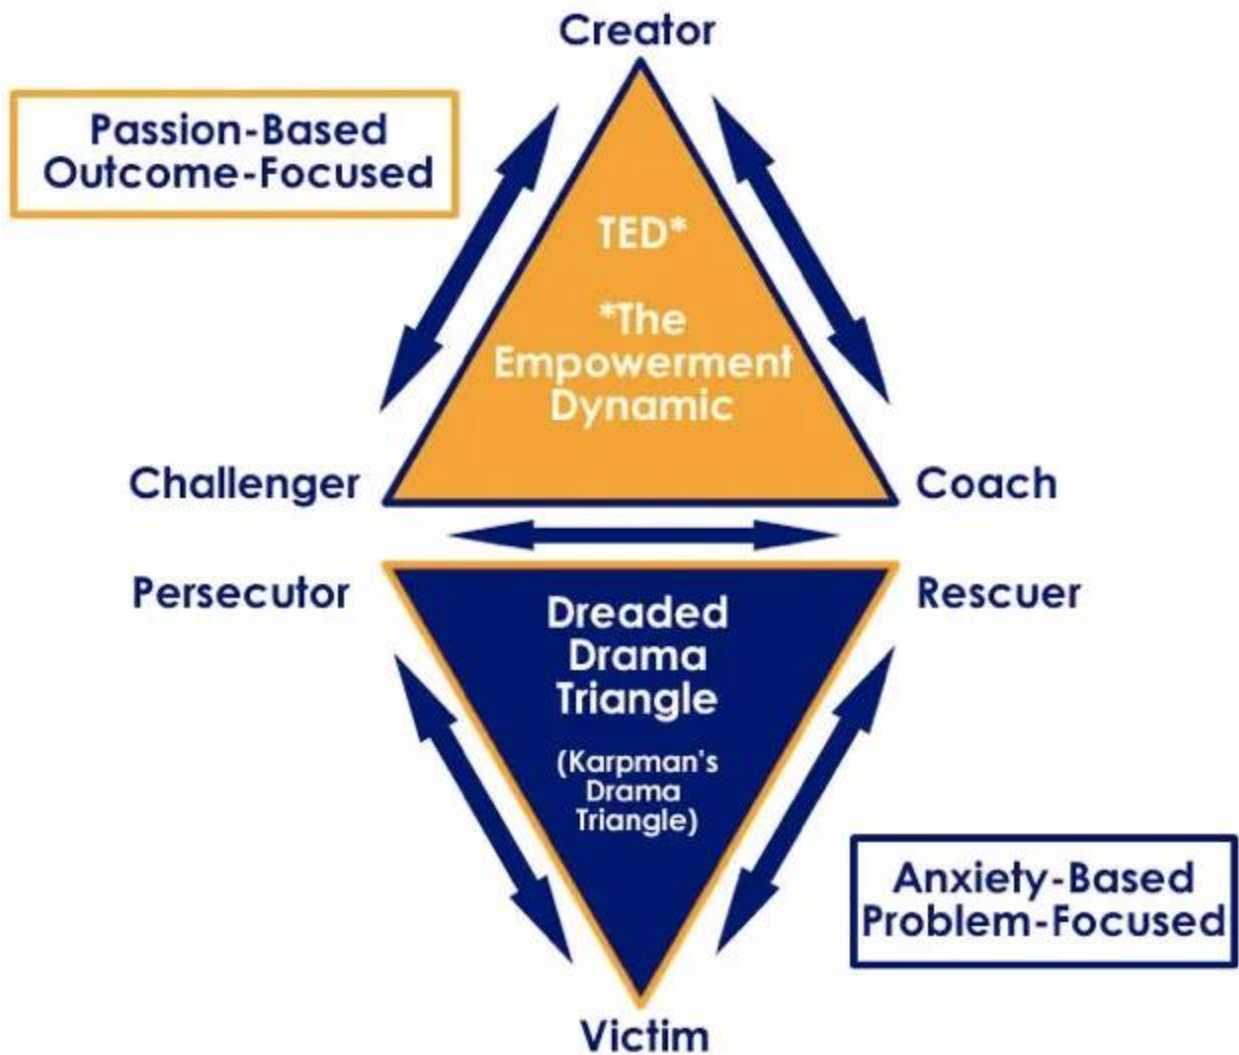 Creator
Passion-Based
Outcome-Focused
TED*
*The
Empowerment
Dynamic
Challenger
Coach
Persecutor
Rescuer
Dreaded
Drama
Triangle
(Karpman's
Drama
Triangle)
Anxiety-Based
Problem-Focused
Victim